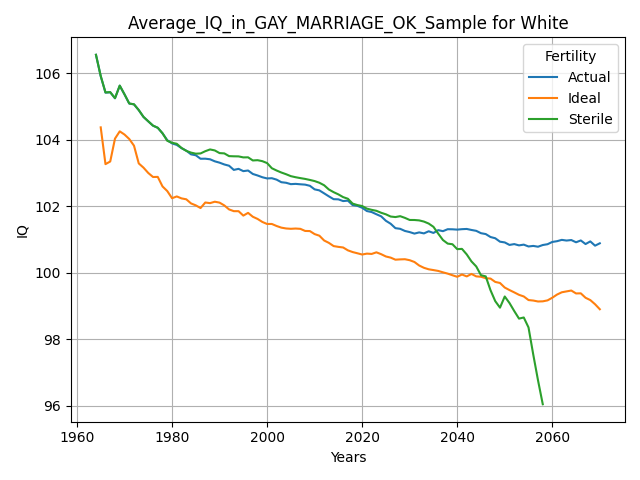 Average_IQ_in_GAY_MARRIAGE_OK_Sample for White
Fertility
Actual
Ideal
Sterile
IQ
106
104
102
100
98
96
1960
1980
2000
2020
2040
2060
Years